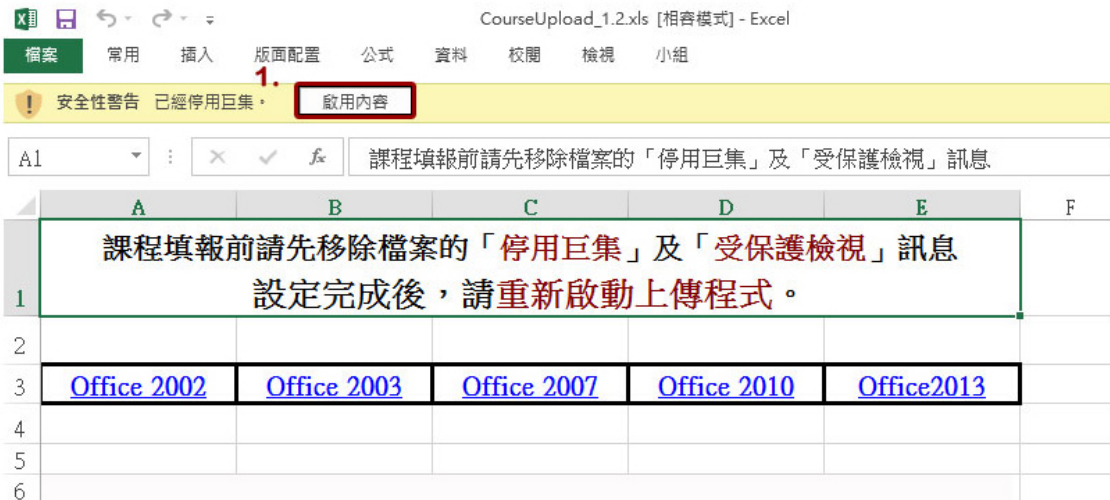 CourseUpload_1.2.xls [相容模式] - Excel
檔案 常用 插入 版面配置 公式 資料 校閱 檢視 小組
1.
安全性警告 已經停用巨集。 啟用內容
A1 fx 課程填報前請先移除檔案的「停用巨集」及「受保護檢視」訊息
A B C D E F
1 課程填報前請先移除檔案的「停用巨集」及「受保護檢視」訊息
設定完成後，請重新啟動上傳程式。
2
3 Office 2002 Office 2003 Office 2007 Office 2010 Office2013
4
5
6